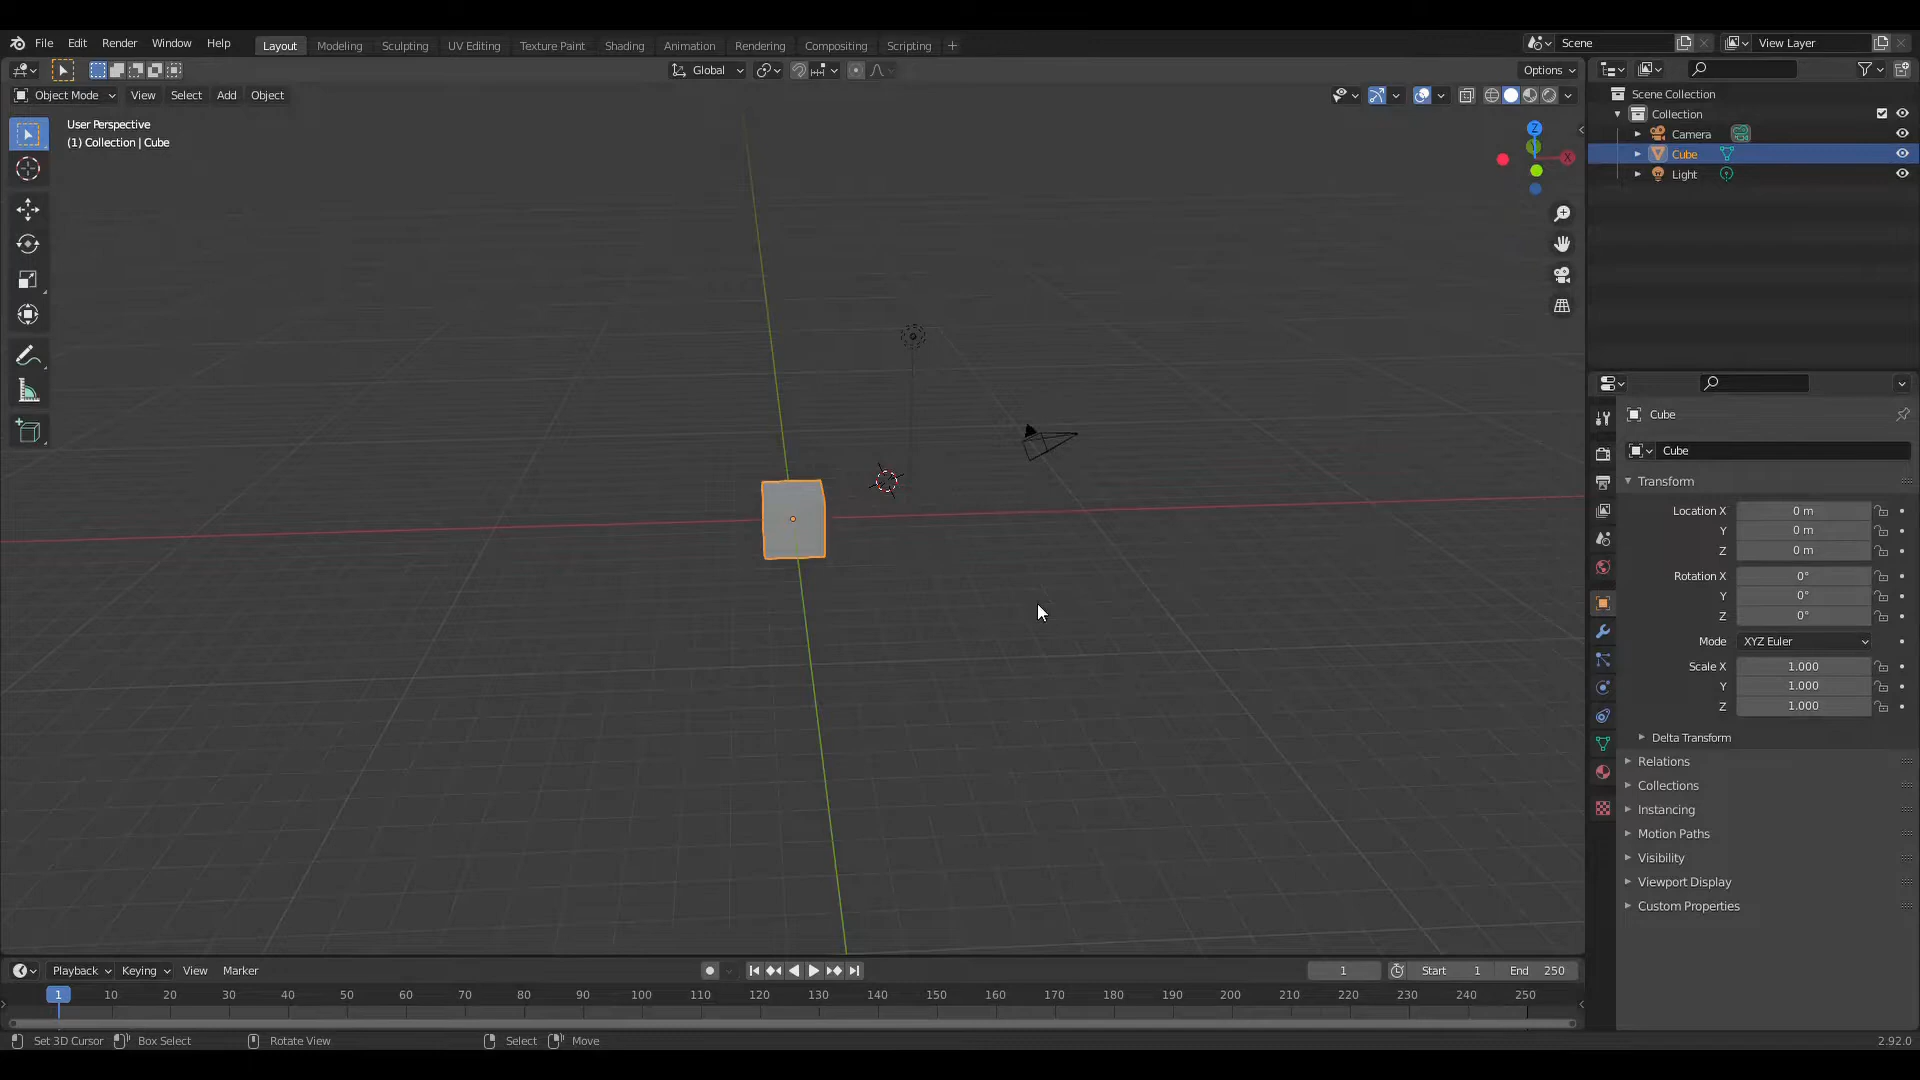 File Edit Render Window Help Layout Modeling Sculpting UV Editing Texture Paint Shading Animation Rendering Compositing Scripting + Scene View Layer
Global Options
Object Mode View Select Add Object
User Perspective
(1) Collection | Cube
Z
X
Scene Collection
Collection
Camera
Cube
Light
Cube
Cube
Transform
Location X 0 m
Y 0 m
Z 0 m
Rotation X 0°
Y 0°
Z 0°
Mode XYZ Euler
Scale X 1.000
Y 1.000
Z 1.000
Delta Transform
Relations
Collections
Instancing
Motion Paths
Visibility
Viewport Display
Custom Properties
Playback Keying View Marker 1 Start 1 End 250
1 10 20 30 40 50 60 70 80 90 100 110 120 130 140 150 160 170 180 190 200 210 220 230 240 250
Set 3D Cursor Box Select Rotate View Select Move 2.92.0